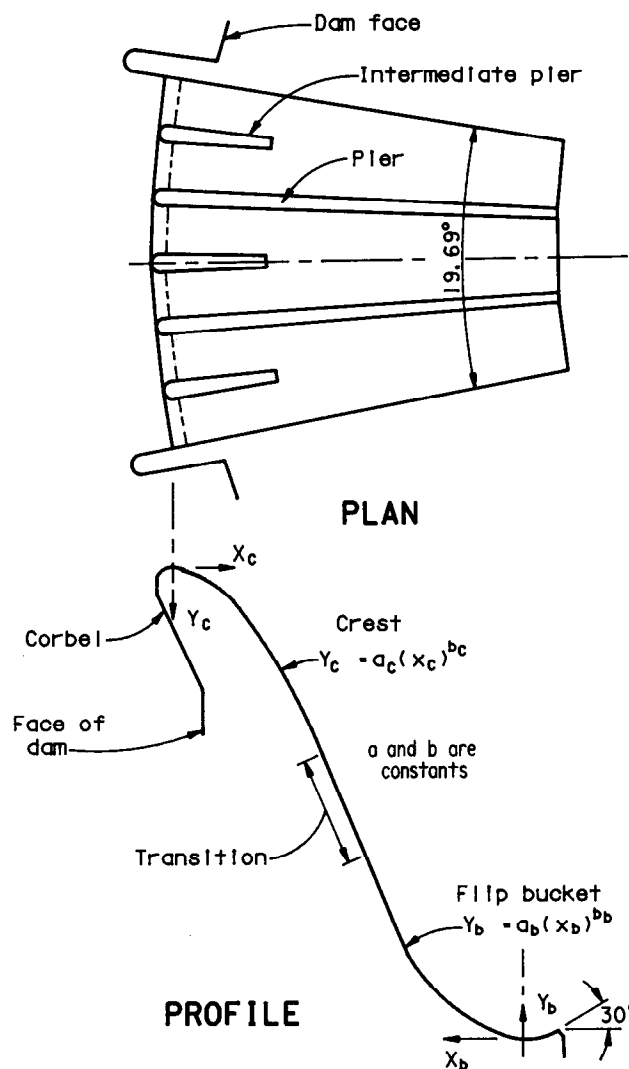 Dam face
Intermediate pier
Pier
19.69°
PLAN
Xc
Yc
Corbel
Crest
Yc - ac(xc)^bc
Face of
dam
a and b are
constants
Transition
Flip bucket
Yb - ab(xb)^bb
PROFILE
Yb
30°
Xb